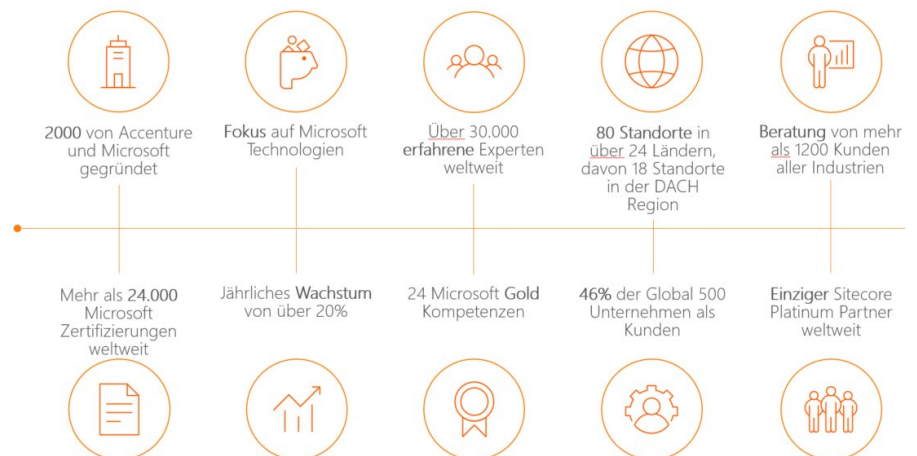 2000 von Accenture
und Microsoft
gegründet
Fokus auf Microsoft
Technologien
Über 30.000
erfahrene Experten
weltweit
80 Standorte in
über 24 Ländern,
davon 18 Standorte
in der DACH
Region
Beratung von mehr
als 1200 Kunden
aller Industrien
Mehr als 24.000
Microsoft
Zertifizierungen
weltweit
Jährliches Wachstum
von über 20%
24 Microsoft Gold
Kompetenzen
46% der Global 500
Unternehmen als
Kunden
Einziger Sitecore
Platinum Partner
weltweit